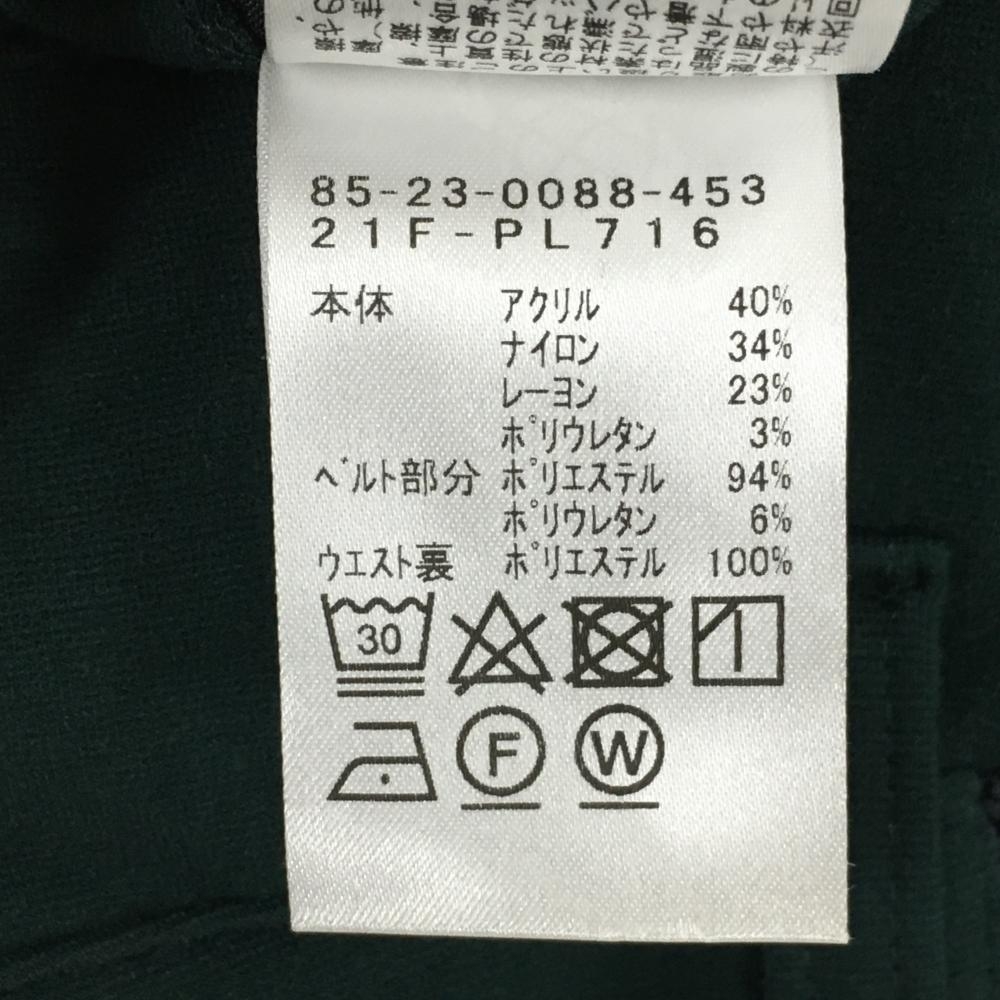 85-23-0088-453
21F-PL716
本体 アクリル 40%
ナイロン 34%
レーヨン 23%
ポリウレタン 3%
ベルト部分 ポリエステル 94%
ポリウレタン 6%
ウエスト裏 ポリエステル 100%
30
F
W